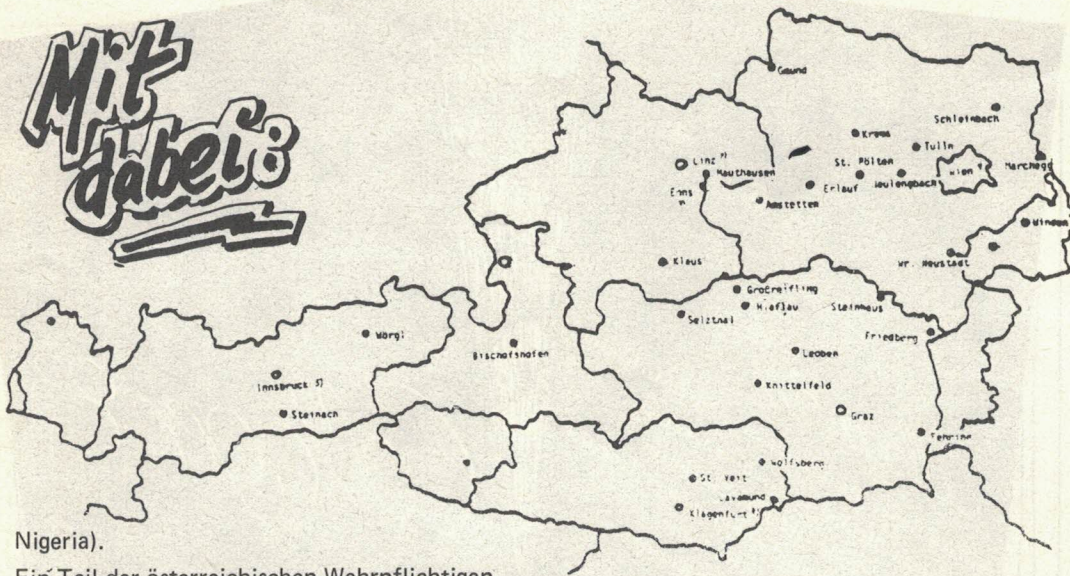 Mit
dabei:
Gmünd
Schleinbach
Krems
Tulln
Linz
Mauthausen
St. Pölten
Wien
Marchegg
Enns
Erlauf
Neulengbach
Amstetten
Winden
Klaus
Wr. Neustadt
Großreifling
Hieflau
Steinhaus
Selzthal
Friedberg
Wörgl
Bischofshofen
Leoben
Innsbruck
Knittelfeld
Steinach
Graz
Fehring
Wolfsberg
St. Veit
Lavamünd
Klagenfurt
Nigeria).
Ein Teil der österreichischen Wehrpflichtigen